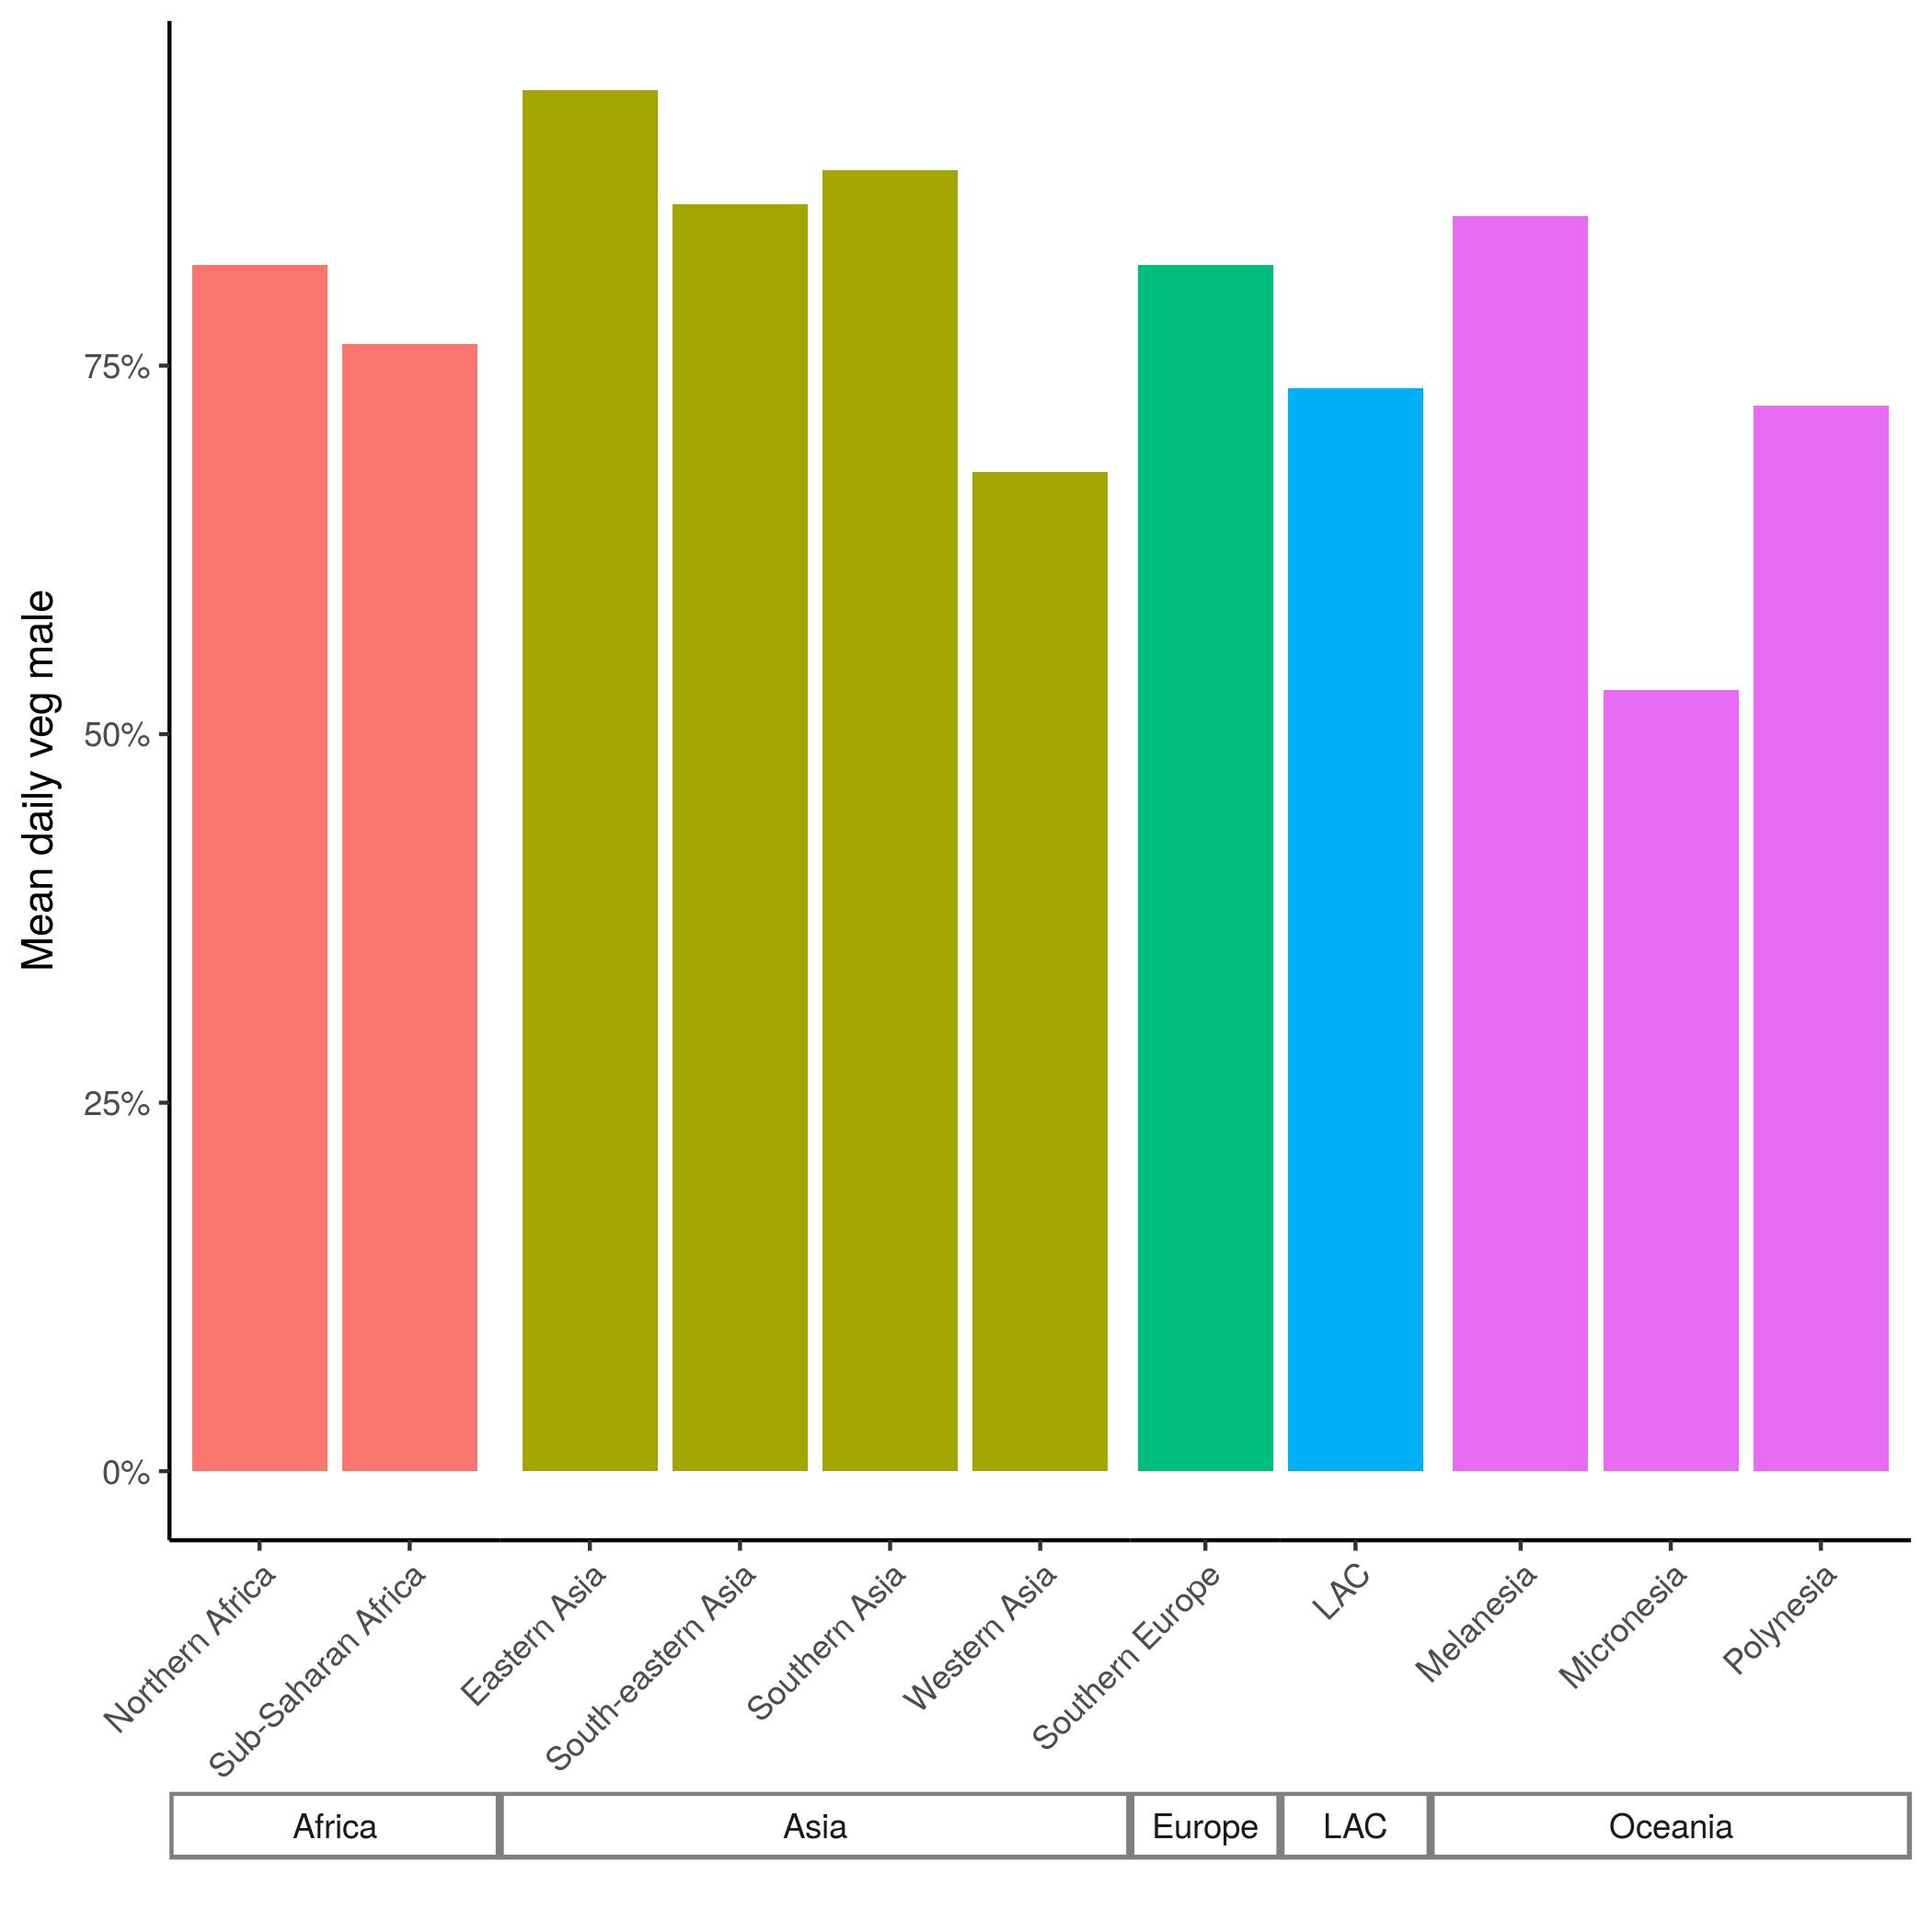 Mean daily veg male
75%
50%
25%
0%
Northern Africa
Sub-Saharan Africa
Eastern Asia
South-eastern Asia
Southern Asia
Western Asia
Southern Europe
LAC
Melanesia
Micronesia
Polynesia
Africa
Asia
Europe
LAC
Oceania